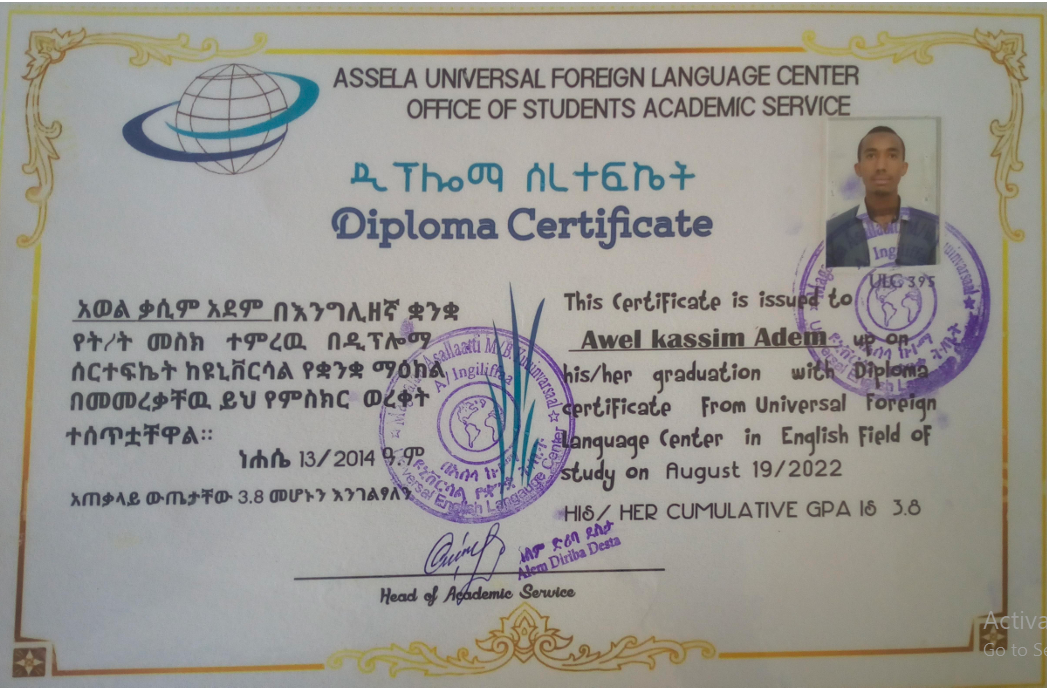 ASSELA UNIVERSAL FOREIGN LANGUAGE CENTER
OFFICE OF STUDENTS ACADEMIC SERVICE
ዲፕሎማ ሰርተፍኬት
Diploma Certificate
ULC 395
አወል ቃሲም አደም በእንግሊዘኛ ቋንቋ
የት/ት መስክ ተምረዉ በዲፕሎማ
ሰርተፍኬት ከዩኒቨርሳል የቋንቋ ማዕከል
በመመረቃቸዉ ይህ የምስክር ወረቀት
ተሰጥቷቸዋል።
ነሐሴ 13/2014 ዓ ም
አጠቃላይ ውጤታቸው 3.8 መሆኑን እንገልፃለን
This Certificate is issued to
Awel kassim Adem up on
his/her graduation with Diploma
certificate From Universal Foreign
Language Center in English Field of
study on August 19/2022
HIS/ HER CUMULATIVE GPA IS 3.8
A/ Ingiliffaa
Universal English Langauge Center
አለም ድሪባ ደስታ
Alem Diriba Desta
Head of Academic Service
Activa
Go to Se